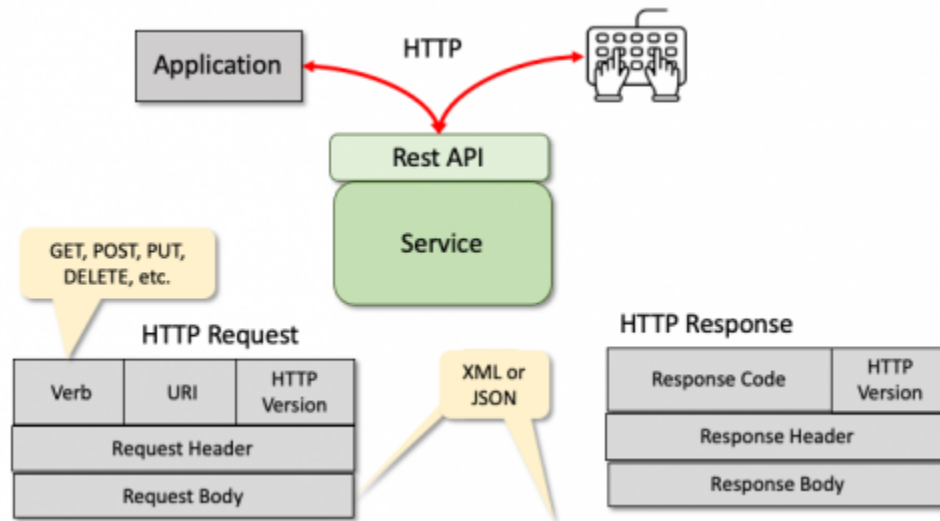 HTTP
Application
Rest API
Service
GET, POST, PUT,
DELETE, etc.
HTTP Request
HTTP Response
Verb
URI
HTTP
Version
XML or
JSON
Response Code
HTTP
Version
Request Header
Response Header
Request Body
Response Body